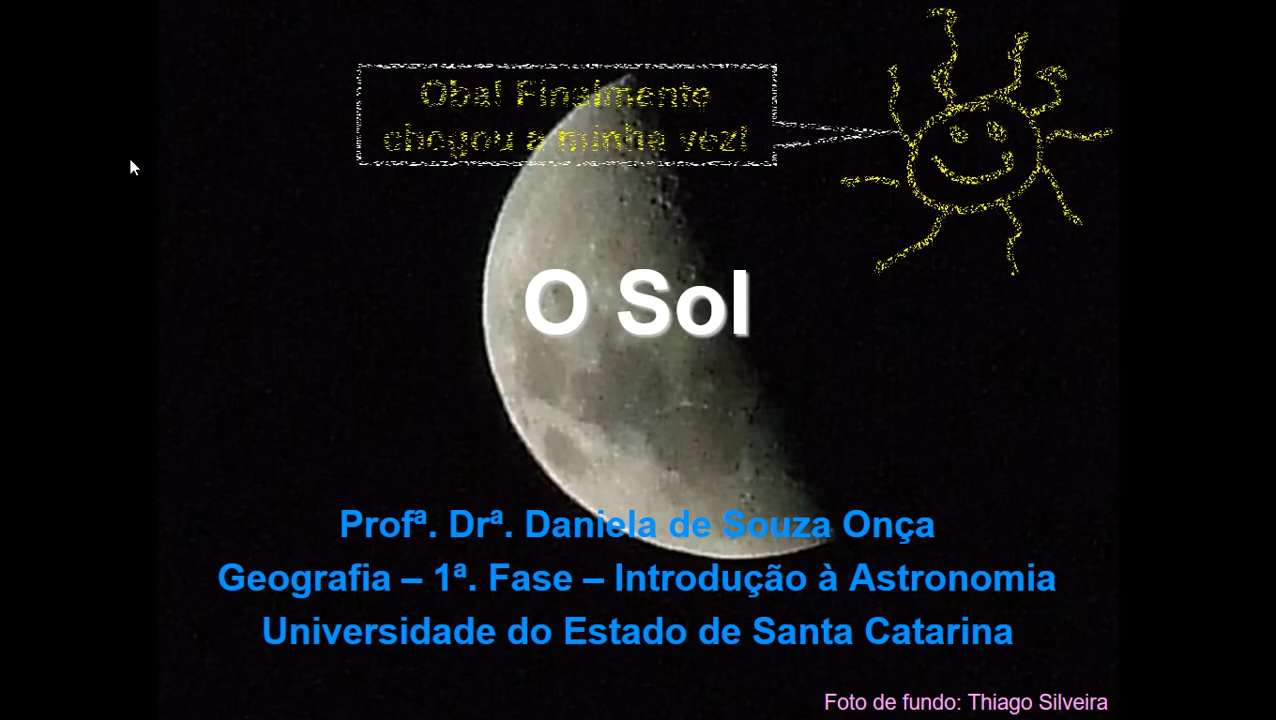 Oba! Finalmente
chegou a minha vez!
O Sol
Profª. Drª. Daniela de Souza Onça
Geografia – 1ª. Fase – Introdução à Astronomia
Universidade do Estado de Santa Catarina
Foto de fundo: Thiago Silveira